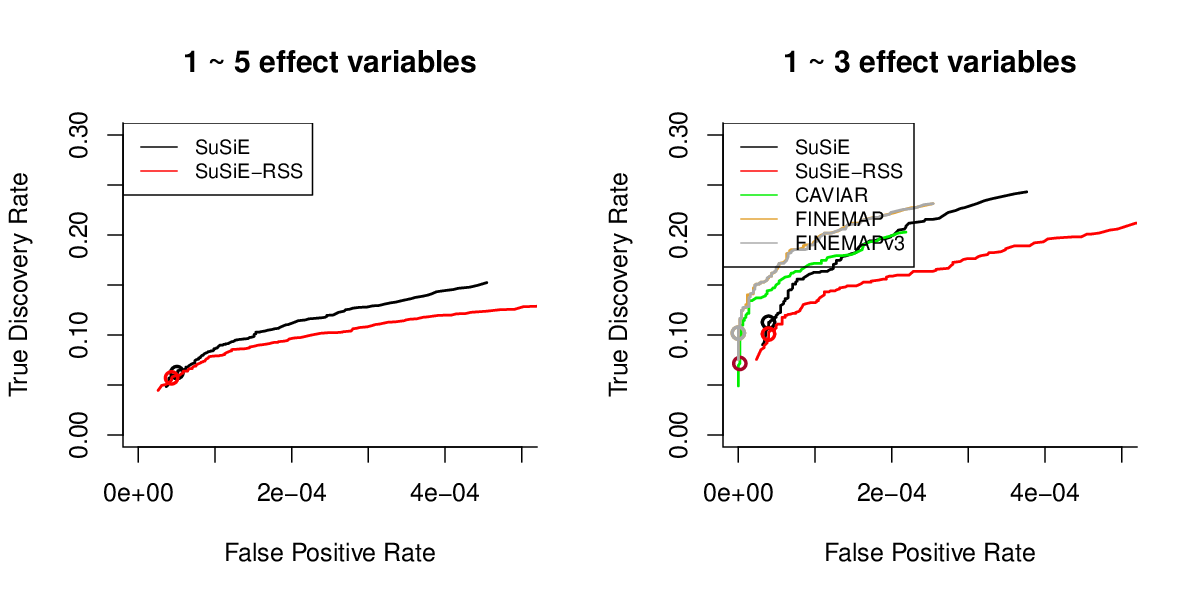 1 ~ 5 effect variables
0.30
0.20
0.10
0.00
True Discovery Rate
SuSiE
SuSiE−RSS
0e+00
2e−04
4e−04
False Positive Rate
1 ~ 3 effect variables
0.30
0.20
0.10
0.00
True Discovery Rate
SuSiE
SuSiE−RSS
CAVIAR
FINEMAP
FINEMAPv3
0e+00
2e−04
4e−04
False Positive Rate